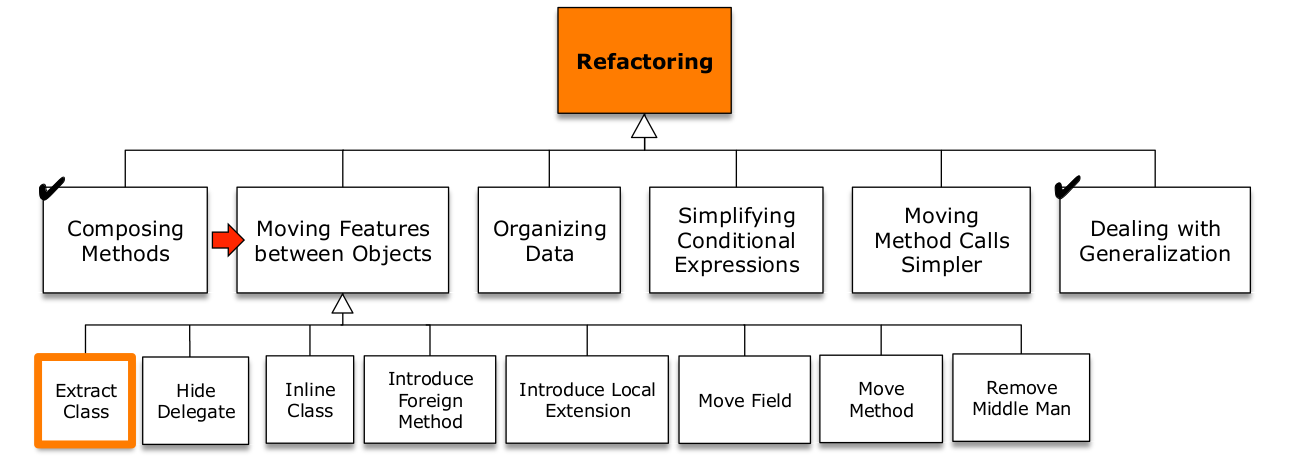 Refactoring
Composing
Methods
Moving Features
between Objects
Organizing
Data
Simplifying
Conditional
Expressions
Moving
Method Calls
Simpler
Dealing with
Generalization
Extract
Class
Hide
Delegate
Inline
Class
Introduce
Foreign
Method
Introduce Local
Extension
Move Field
Move
Method
Remove
Middle Man